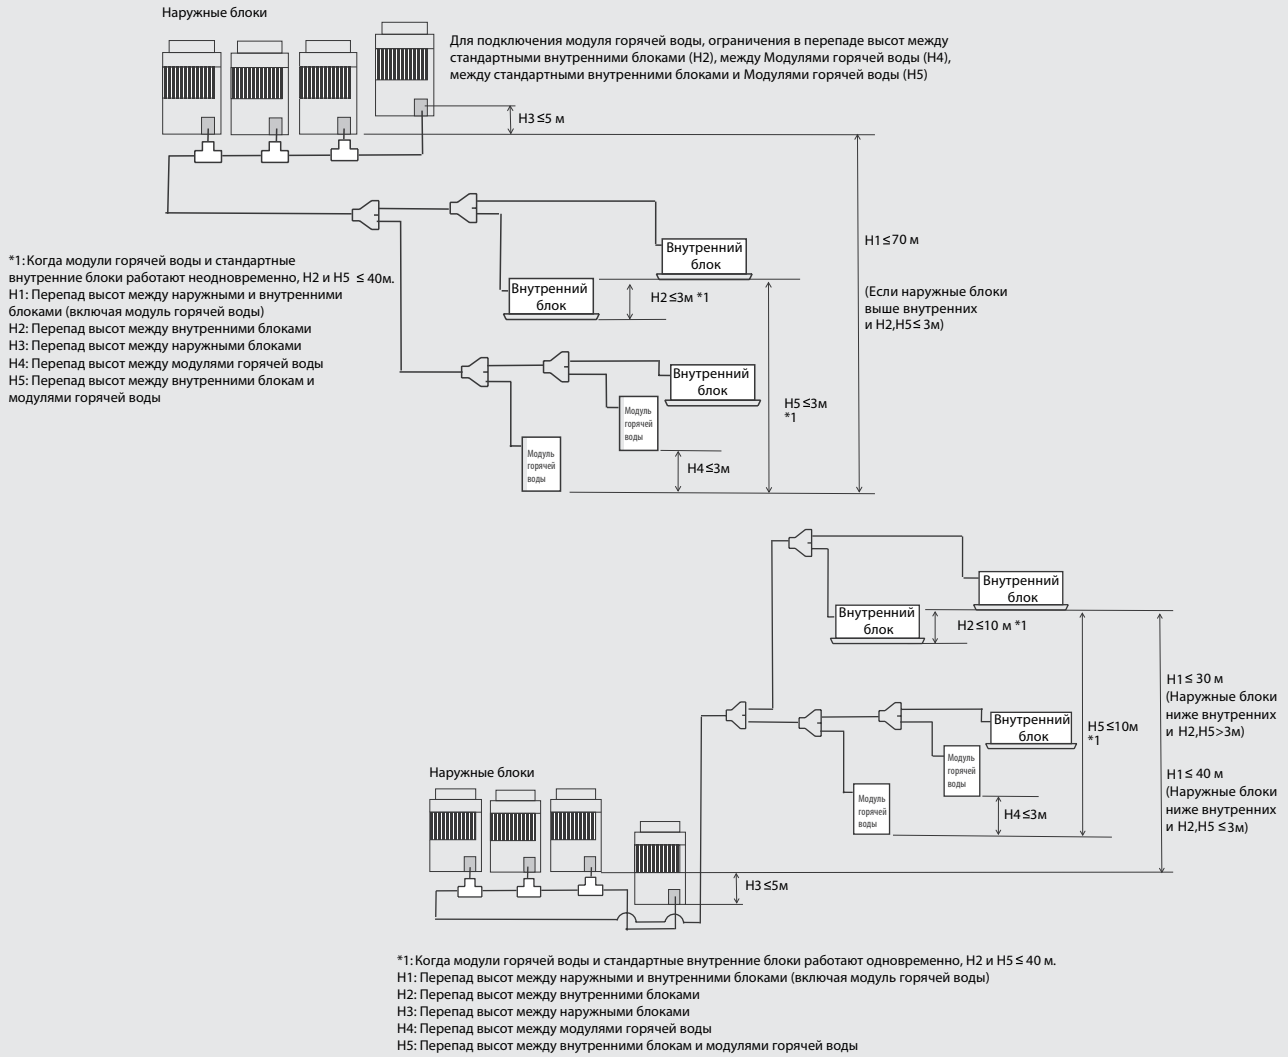 Наружные блоки
Для подключения модуля горячей воды, ограничения в перепаде высот между
стандартными внутренними блоками (H2), между Модулями горячей воды (H4),
между стандартными внутренними блоками и Модулями горячей воды (H5)
H3 ≤5 м
H1≤70 м
(Если наружные блоки
выше внутренних
и H2,H5≤ 3м)
Внутренний
блок
Внутренний
блок
H2 ≤3м *1
*1: Когда модули горячей воды и стандартные
внутренние блоки работают неодновременно, H2 и H5 ≤ 40м.
H1: Перепад высот между наружными и внутренними
блоками (включая модуль горячей воды)
H2: Перепад высот между внутренними блоками
H3: Перепад высот между наружными блоками
H4: Перепад высот между модулями горячей воды
H5: Перепад высот между внутренними блокам и
модулями горячей воды
Внутренний
блок
H5 ≤3м
*1
Модуль
горячей
воды
Модуль
горячей
воды
H4≤3м
Внутренний
блок
Внутренний
блок
H2≤10 м *1
H1≤ 30 м
(Наружные блоки
ниже внутренних
и H2,H5>3м)
H1≤ 40 м
(Наружные блоки
ниже внутренних
и H2,H5 ≤3м)
Внутренний
блок
H5≤10м
*1
Модуль
горячей
воды
Модуль
горячей
воды
H4≤3м
Наружные блоки
H3 ≤5м
*1: Когда модули горячей воды и стандартные внутренние блоки работают одновременно, H2 и H5 ≤ 40 м.
H1: Перепад высот между наружными и внутренними блоками (включая модуль горячей воды)
H2: Перепад высот между внутренними блоками
H3: Перепад высот между наружными блоками
H4: Перепад высот между модулями горячей воды
H5: Перепад высот между внутренними блокам и модулями горячей воды